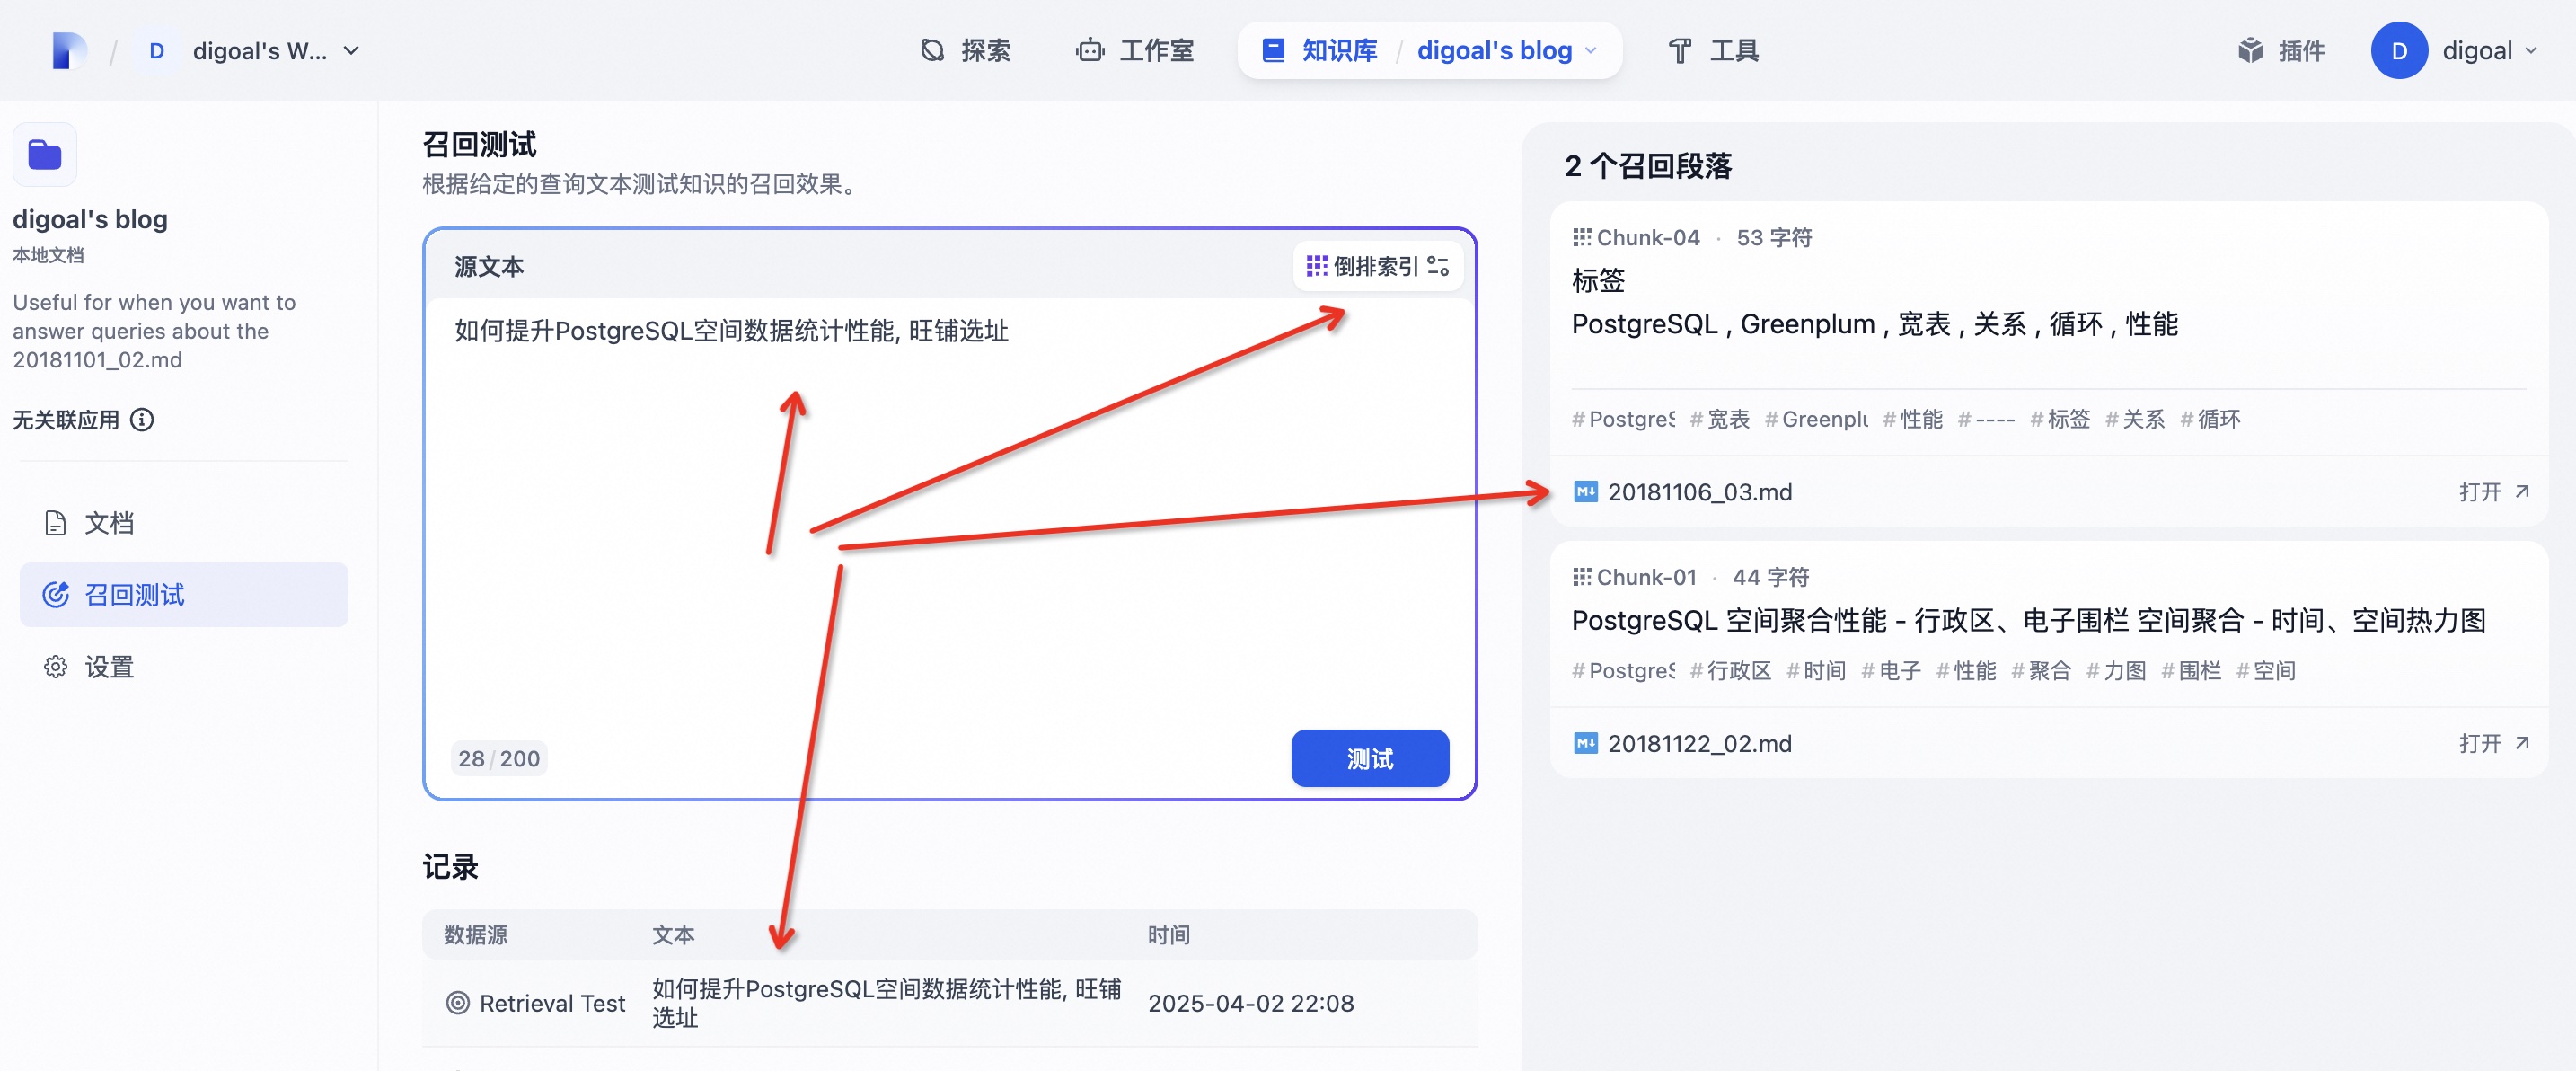 / D digoal's W...
探索
工作室
知识库 / digoal's blog
工具
插件
D digoal
digoal's blog
本地文档
Useful for when you want to
answer queries about the
20181101_02.md
无关联应用
文档
召回测试
设置
召回测试
根据给定的查询文本测试知识的召回效果。
源文本
倒排索引
如何提升PostgreSQL空间数据统计性能, 旺铺选址
28 / 200
测试
记录
数据源 文本 时间
Retrieval Test
如何提升PostgreSQL空间数据统计性能, 旺铺
选址
2025-04-02 22:08
2 个召回段落
Chunk-04 · 53 字符
标签
PostgreSQL , Greenplum , 宽表 , 关系 , 循环 , 性能
# PostgreS # 宽表 # Greenplu # 性能 # ---- # 标签 # 关系 # 循环
M↓ 20181106_03.md 打开
Chunk-01 · 44 字符
PostgreSQL 空间聚合性能 - 行政区、电子围栏 空间聚合 - 时间、空间热力图
# PostgreS # 行政区 # 时间 # 电子 # 性能 # 聚合 # 力图 # 围栏 # 空间
M↓ 20181122_02.md 打开